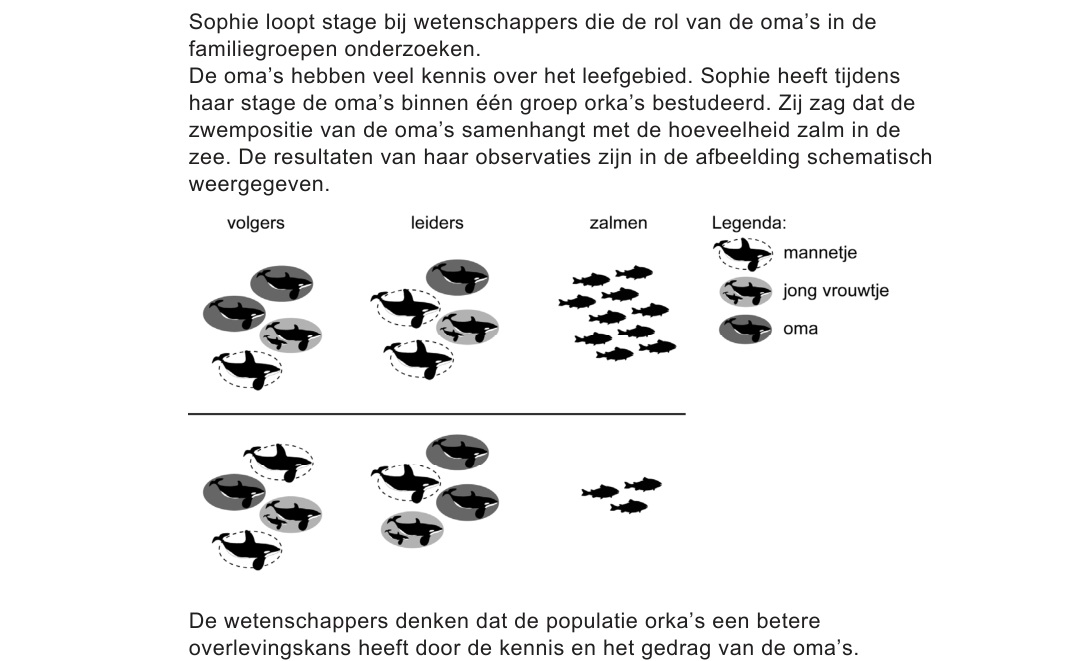 Sophie loopt stage bij wetenschappers die de rol van de oma’s in de
familiegroepen onderzoeken.
De oma’s hebben veel kennis over het leefgebied. Sophie heeft tijdens
haar stage de oma’s binnen één groep orka’s bestudeerd. Zij zag dat de
zwempositie van de oma’s samenhangt met de hoeveelheid zalm in de
zee. De resultaten van haar observaties zijn in de afbeelding schematisch
weergegeven.
volgers leiders zalmen Legenda:
mannetje
jong vrouwtje
oma
De wetenschappers denken dat de populatie orka’s een betere
overlevingskans heeft door de kennis en het gedrag van de oma’s.